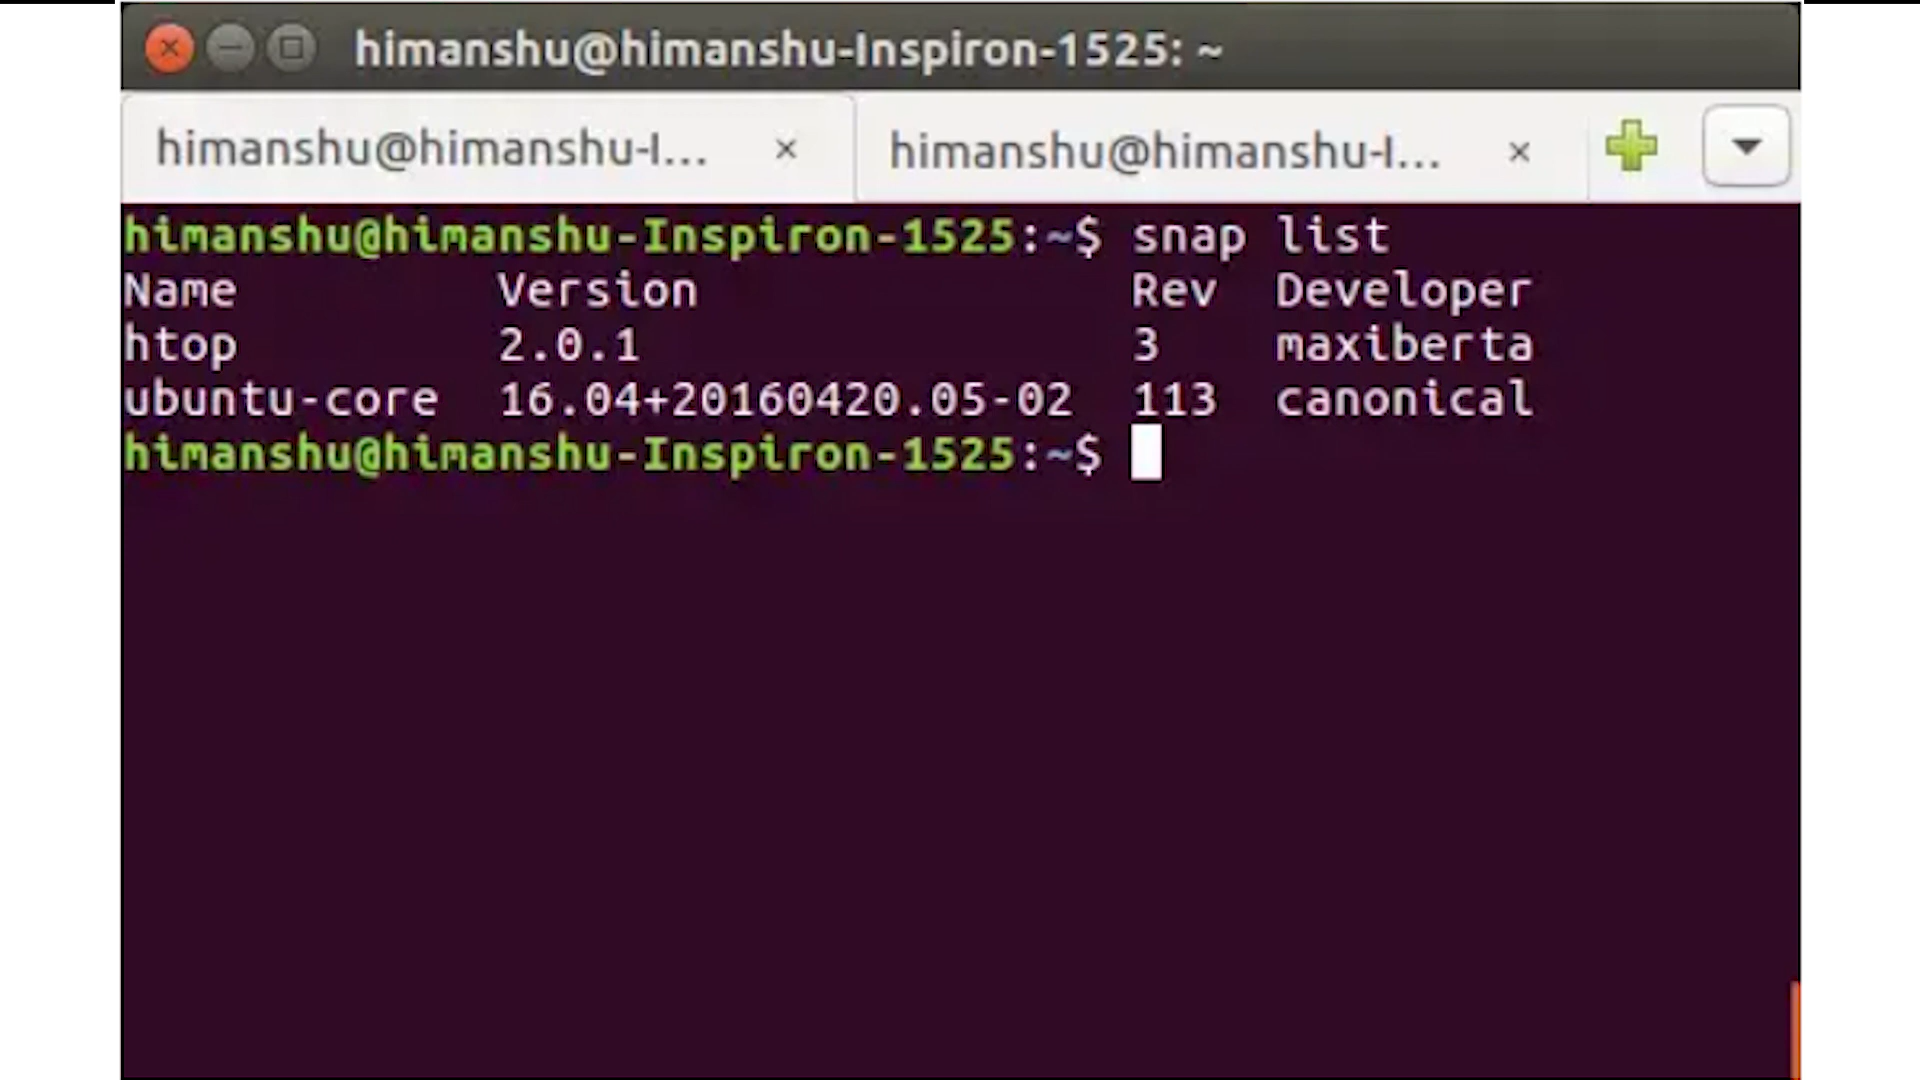 himanshu@himanshu-Inspiron-1525: ~
himanshu@himanshu-I... × himanshu@himanshu-I... ×
himanshu@himanshu-Inspiron-1525:~$ snap list
Name Version Rev Developer
htop 2.0.1 3 maxiberta
ubuntu-core 16.04+20160420.05-02 113 canonical
himanshu@himanshu-Inspiron-1525:~$